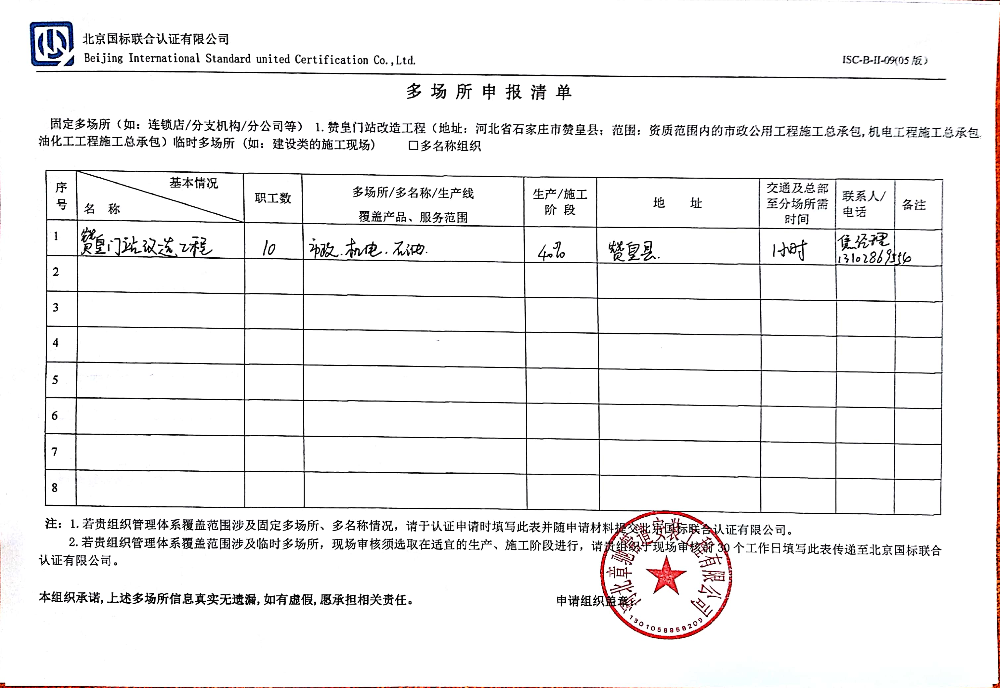 北京国标联合认证有限公司
Beijing International Standard united Certification Co.,Ltd.
ISC-B-II-09(05版)
多场所申报清单
固定多场所（如：连锁店/分支机构/分公司等） 1.赞皇门站改造工程（地址：河北省石家庄市赞皇县；范围：资质范围内的市政公用工程施工总承包,机电工程施工总承包
油化工工程施工总承包）临时多场所（如：建设类的施工现场） 口多名称组织
序号 基本情况 名 称 职工数 多场所/多名称/生产线 覆盖产品、服务范围 生产/施工阶段 地 址 交通及总部至分场所需时间 联系人/电话 备注
1 赞皇门站改造工程 10 市政.机电.石油. 40% 赞皇县. 1小时 焦经理 13102869554
2
3
4
5
6
7
8
注：1.若贵组织管理体系覆盖范围涉及固定多场所、多名称情况，请于认证申请时填写此表并随申请材料提交北京国标联合认证有限公司。
2.若贵组织管理体系覆盖范围涉及临时多场所，现场审核须选取在适宜的生产、施工阶段进行，请贵组织于现场审核前30个工作日填写此表传递至北京国标联合
认证有限公司。
本组织承诺,上述多场所信息真实无遗漏,如有虚假,愿承担相关责任。
申请组织盖章：
河北章驰管道安装工程有限公司
1301058958209